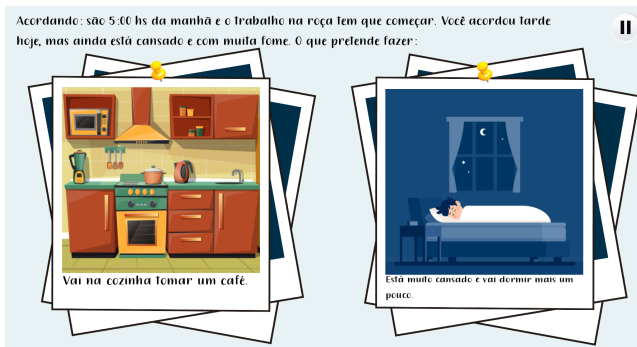 Acordando: são 5:00 hs da manhã e o trabalho na roça tem que começar. Você acordou tarde
hoje, mas ainda está cansado e com muita fome. O que pretende fazer:
Vai na cozinha tomar um café.
Está muito cansado e vai dormir mais um
pouco.